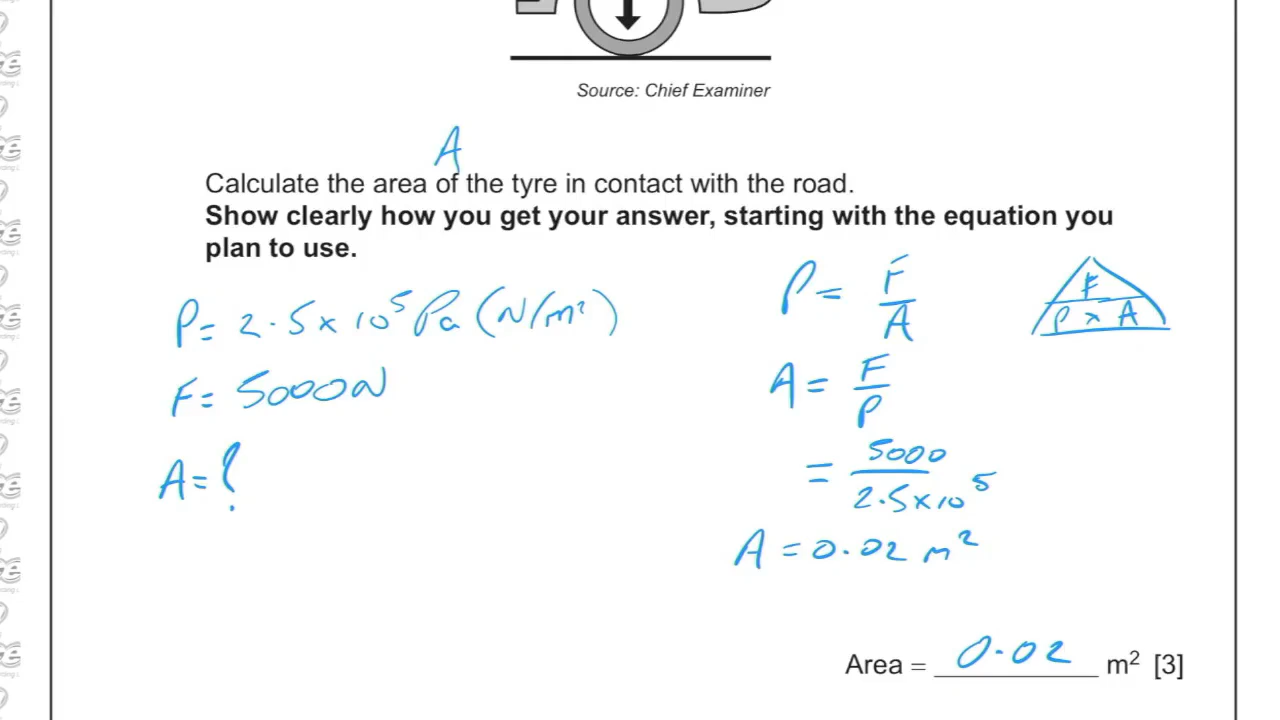 Source: Chief Examiner
A
Calculate the area of the tyre in contact with the road.
Show clearly how you get your answer, starting with the equation you
plan to use.
P = 2.5 x 10⁵ Pa (N/m²)
F = 5000N
A = ?
P = F/A
F
P x A
A = F/P
= 5000/2.5x10⁵
A = 0.02 m²
Area = 0.02 m² [3]